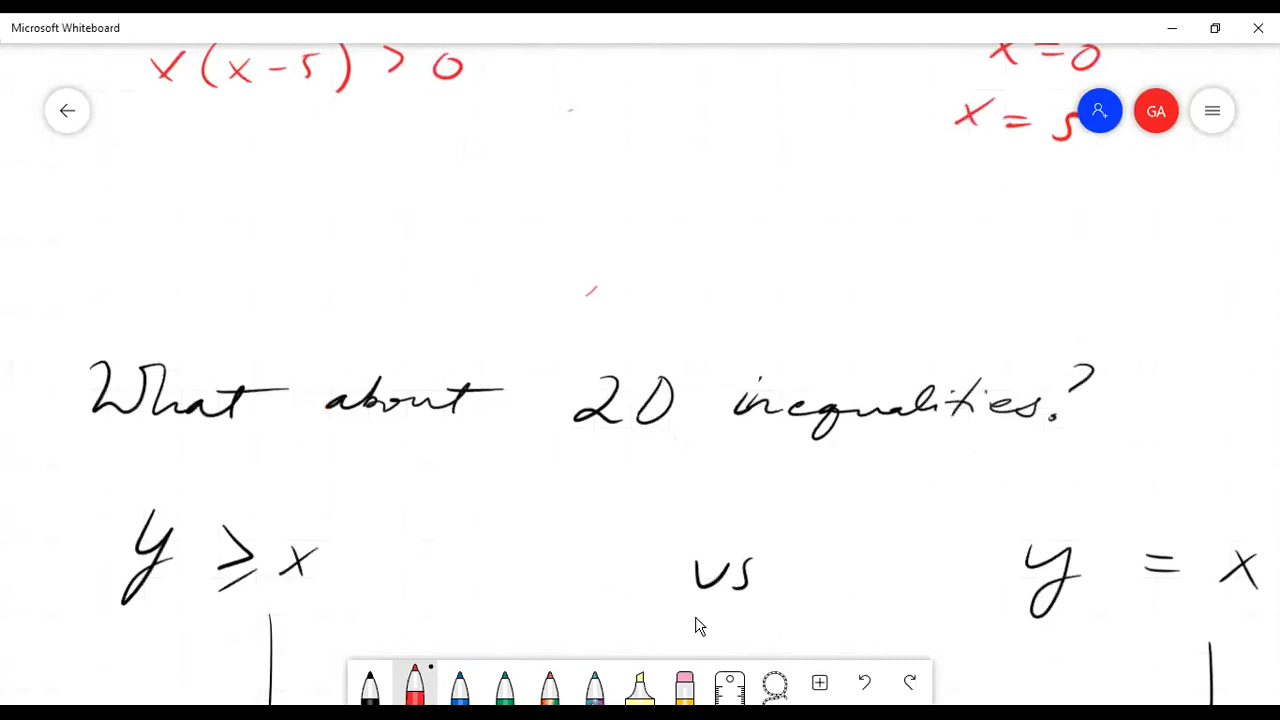 Microsoft Whiteboard
x(x-5) > 0
x = 0
x = 5
GA
What about 2D inequalities.?
y ≥ x vs y = x